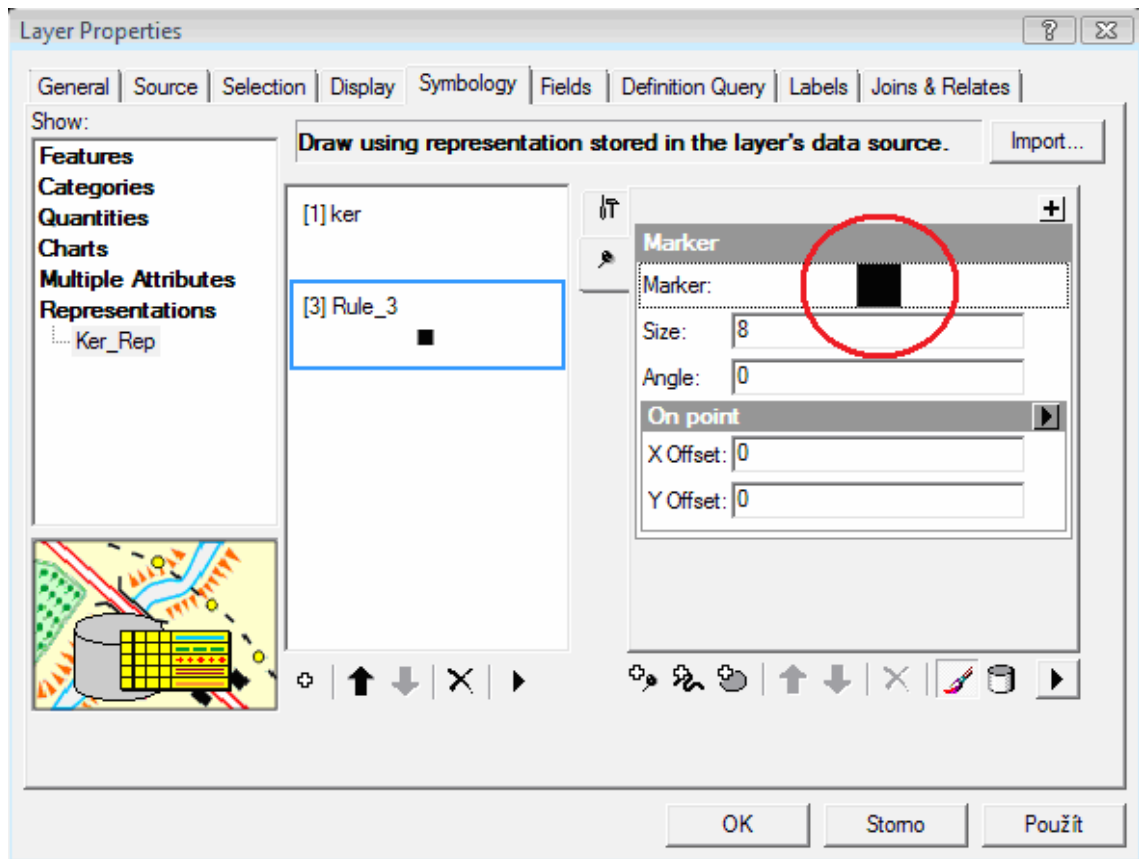 Layer Properties
General Source Selection Display Symbology Fields Definition Query Labels Joins & Relates
Show:
Features
Categories
Quantities
Charts
Multiple Attributes
Representations
Ker_Rep
Draw using representation stored in the layer's data source.
Import...
[1] ker
[3] Rule_3
Marker
Marker:
Size: 8
Angle: 0
On point
X Offset: 0
Y Offset: 0
OK Storno Použít